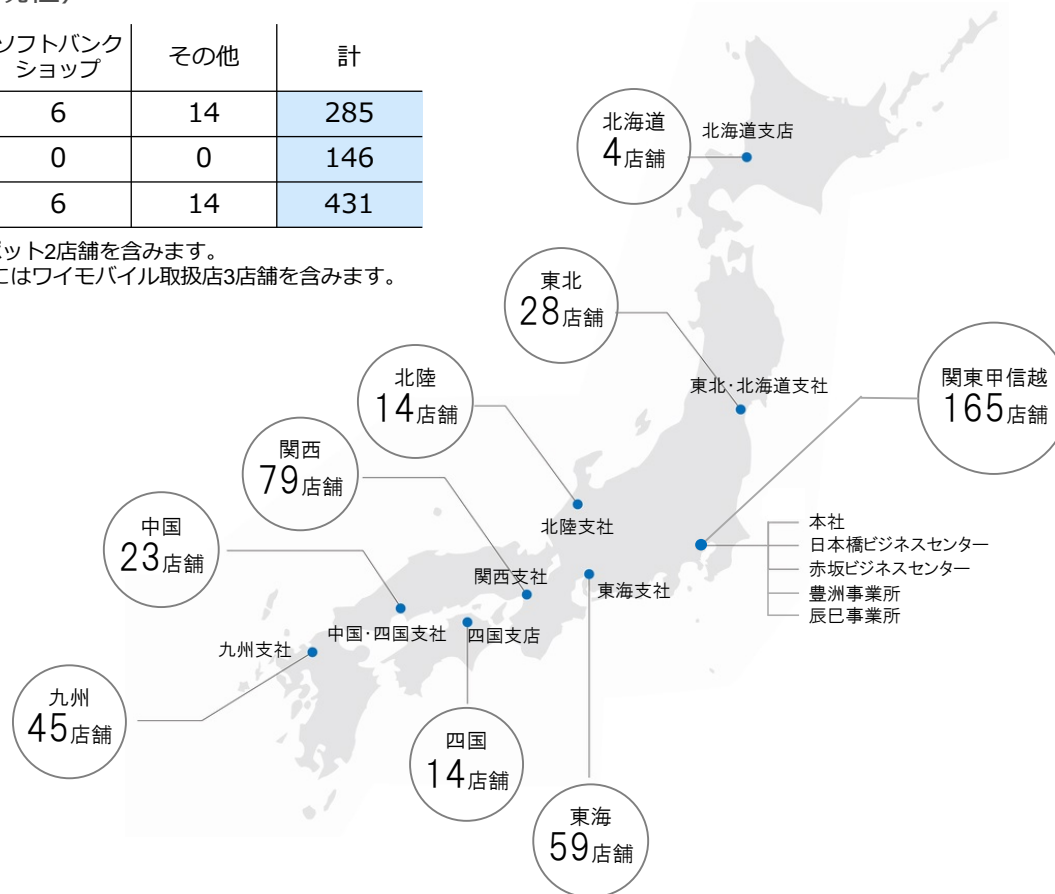 ソフトバンク
ショップ
その他
計
6 14 285
0 0 146
6 14 431
ット2店舗を含みます。
にはワイモバイル取扱店3店舗を含みます。
北海道
4店舗
北海道支店
東北
28店舗
東北・北海道支社
関東甲信越
165店舗
北陸
14店舗
北陸支社
関西
79店舗
関西支社
中国
23店舗
中国・四国支社
四国支店
東海支社
本社
日本橋ビジネスセンター
赤坂ビジネスセンター
豊洲事業所
辰巳事業所
九州支社
九州
45店舗
四国
14店舗
東海
59店舗